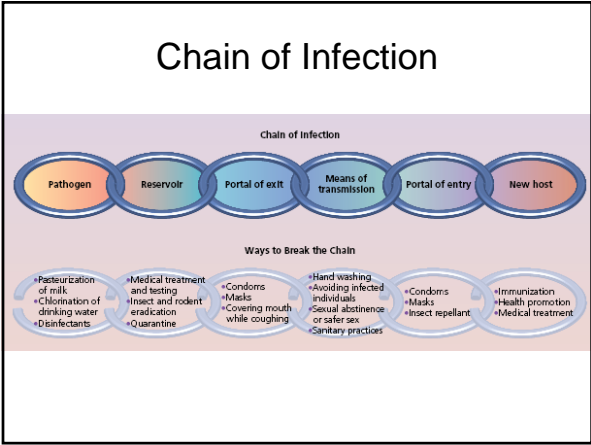 Chain of Infection
Chain of Infection
Pathogen
Reservoir
Portal of exit
Means of
transmission
Portal of entry
New host
Ways to Break the Chain
•Pasteurization
of milk
•Chlorination of
drinking water
•Disinfectants
•Medical treatment
and testing
•Insect and rodent
eradication
•Quarantine
•Condoms
•Masks
•Covering mouth
while coughing
•Hand washing
•Avoiding infected
individuals
•Sexual abstinence
or safer sex
•Sanitary practices
•Condoms
•Masks
•Insect repellant
•Immunization
•Health promotion
•Medical treatment